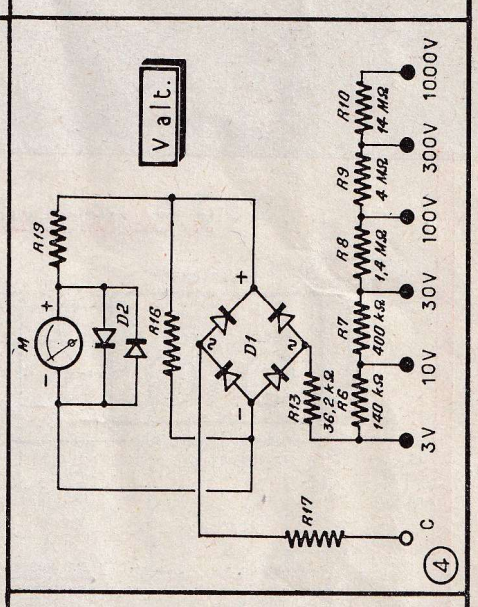 V alt.
M
R19
+
-
D2
R16
+
~
D1
~
-
R13
36,2 kΩ
R6
140 kΩ
R7
400 kΩ
R8
1,4 MΩ
R9
4 MΩ
R10
14 MΩ
R17
C
3V
10V
30V
100V
300V
1000V
4